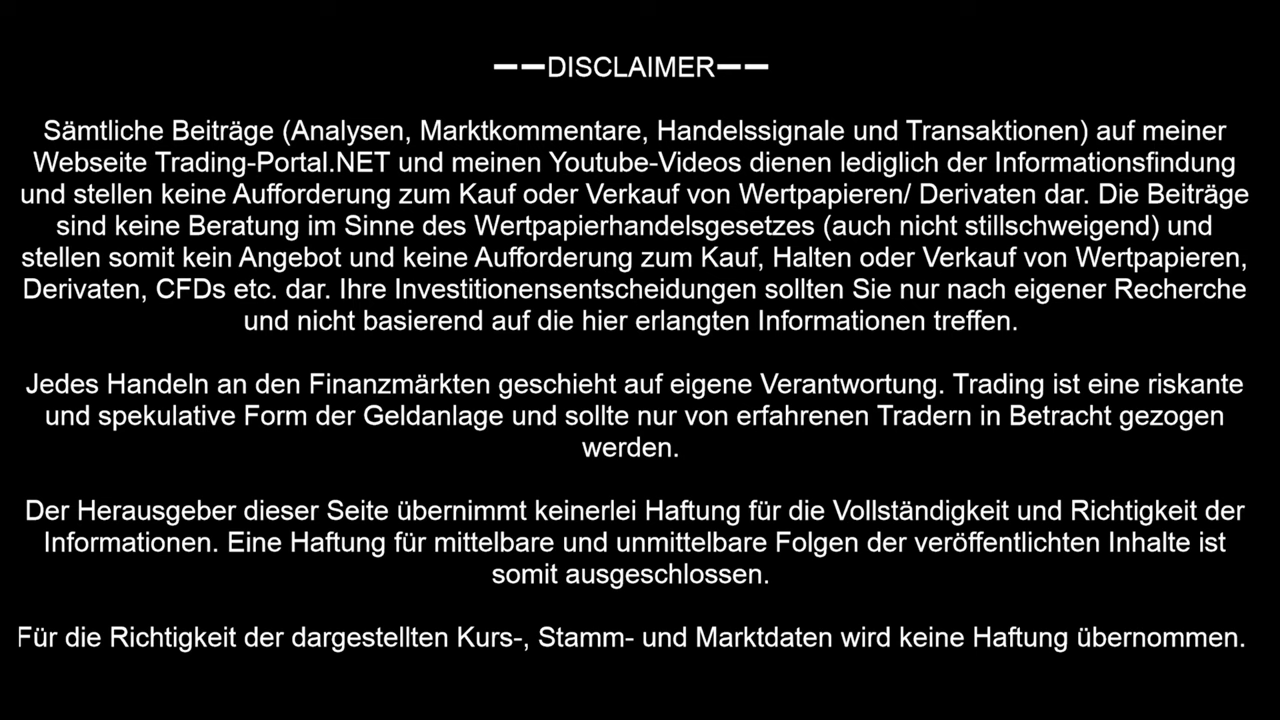 ——DISCLAIMER——
Sämtliche Beiträge (Analysen, Marktkommentare, Handelssignale und Transaktionen) auf meiner
Webseite Trading-Portal.NET und meinen Youtube-Videos dienen lediglich der Informationsfindung
und stellen keine Aufforderung zum Kauf oder Verkauf von Wertpapieren/ Derivaten dar. Die Beiträge
sind keine Beratung im Sinne des Wertpapierhandelsgesetzes (auch nicht stillschweigend) und
stellen somit kein Angebot und keine Aufforderung zum Kauf, Halten oder Verkauf von Wertpapieren,
Derivaten, CFDs etc. dar. Ihre Investitionensentscheidungen sollten Sie nur nach eigener Recherche
und nicht basierend auf die hier erlangten Informationen treffen.
Jedes Handeln an den Finanzmärkten geschieht auf eigene Verantwortung. Trading ist eine riskante
und spekulative Form der Geldanlage und sollte nur von erfahrenen Tradern in Betracht gezogen
werden.
Der Herausgeber dieser Seite übernimmt keinerlei Haftung für die Vollständigkeit und Richtigkeit der
Informationen. Eine Haftung für mittelbare und unmittelbare Folgen der veröffentlichten Inhalte ist
somit ausgeschlossen.
Für die Richtigkeit der dargestellten Kurs-, Stamm- und Marktdaten wird keine Haftung übernommen.